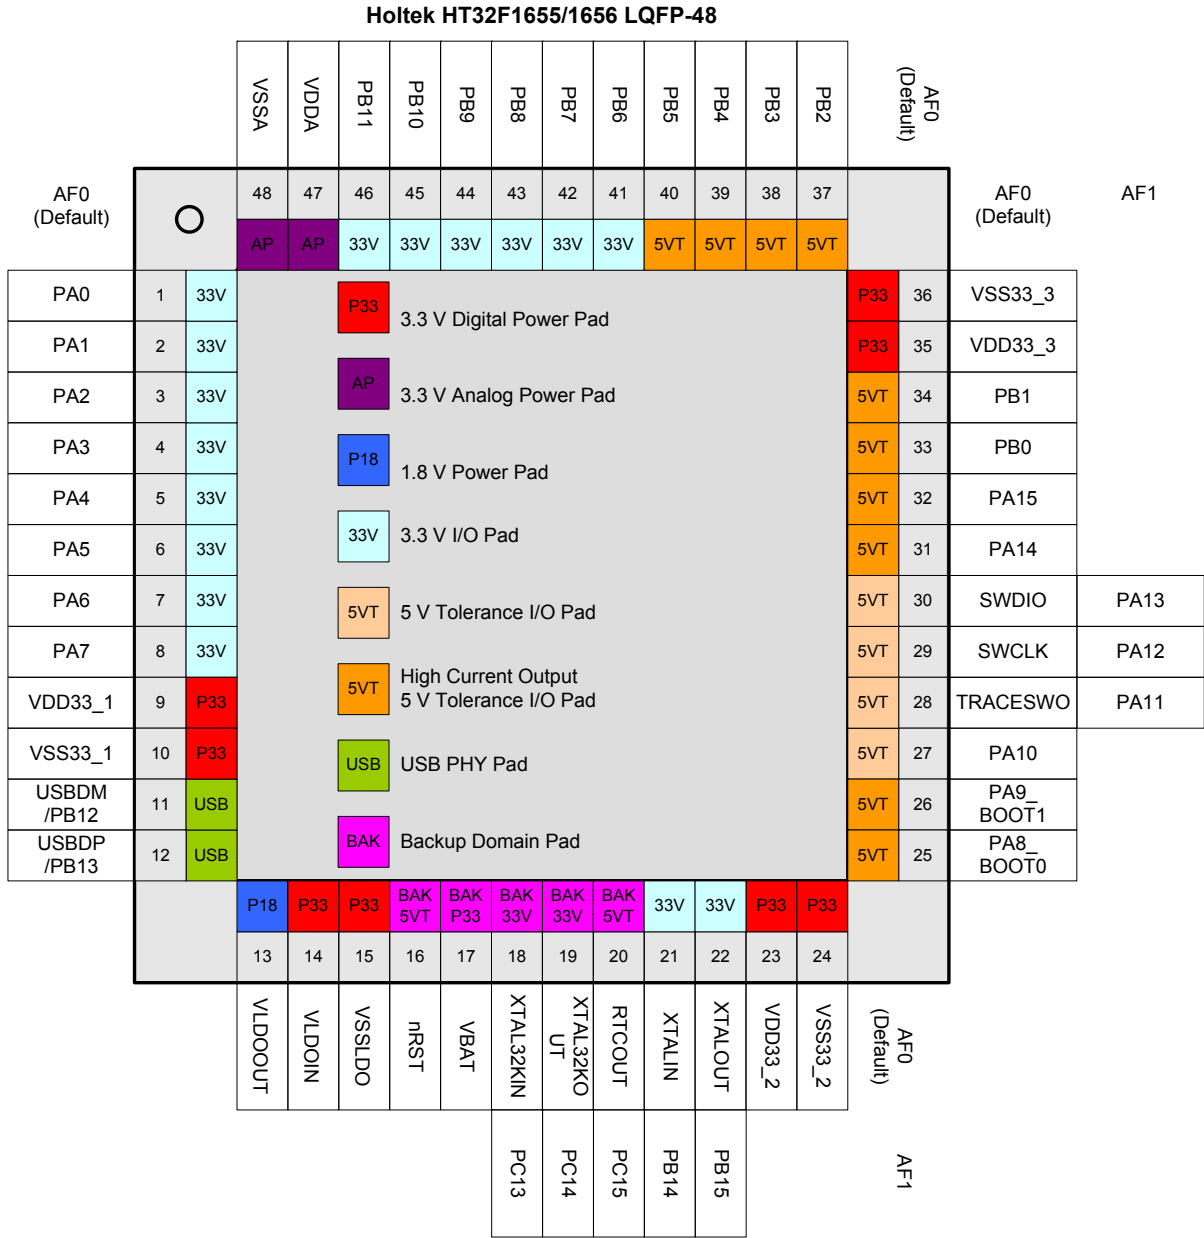 Holtek HT32F1655/1656 LQFP-48
VSSA VDDA PB11 PB10 PB9 PB8 PB7 PB6 PB5 PB4 PB3 PB2
AF0
(Default)
AF0
(Default)
48 47 46 45 44 43 42 41 40 39 38 37
AF0
(Default)
AF1
AP AP 33V 33V 33V 33V 33V 33V 5VT 5VT 5VT 5VT
PA0 1 33V
PA1 2 33V
PA2 3 33V
PA3 4 33V
PA4 5 33V
PA5 6 33V
PA6 7 33V
PA7 8 33V
VDD33_1 9 P33
VSS33_1 10 P33
USBDM
/PB12 11 USB
USBDP
/PB13 12 USB
P33 3.3 V Digital Power Pad
AP 3.3 V Analog Power Pad
P18 1.8 V Power Pad
33V 3.3 V I/O Pad
5VT 5 V Tolerance I/O Pad
5VT High Current Output
5 V Tolerance I/O Pad
USB USB PHY Pad
BAK Backup Domain Pad
P33 36 VSS33_3
P33 35 VDD33_3
5VT 34 PB1
5VT 33 PB0
5VT 32 PA15
5VT 31 PA14
5VT 30 SWDIO PA13
5VT 29 SWCLK PA12
5VT 28 TRACESWO PA11
5VT 27 PA10
5VT 26 PA9_
BOOT1
5VT 25 PA8_
BOOT0
P18 P33 P33 BAK 5VT BAK P33 BAK 33V BAK 33V BAK 5VT 33V 33V P33 P33
13 14 15 16 17 18 19 20 21 22 23 24
VLDOOUT VLDOIN VSSLDO nRST VBAT XTAL32KIN XTAL32KO
UT RTCOUT XTALIN XTALOUT VDD33_2 VSS33_2
AF0
(Default)
PC13 PC14 PC15 PB14 PB15
AF1